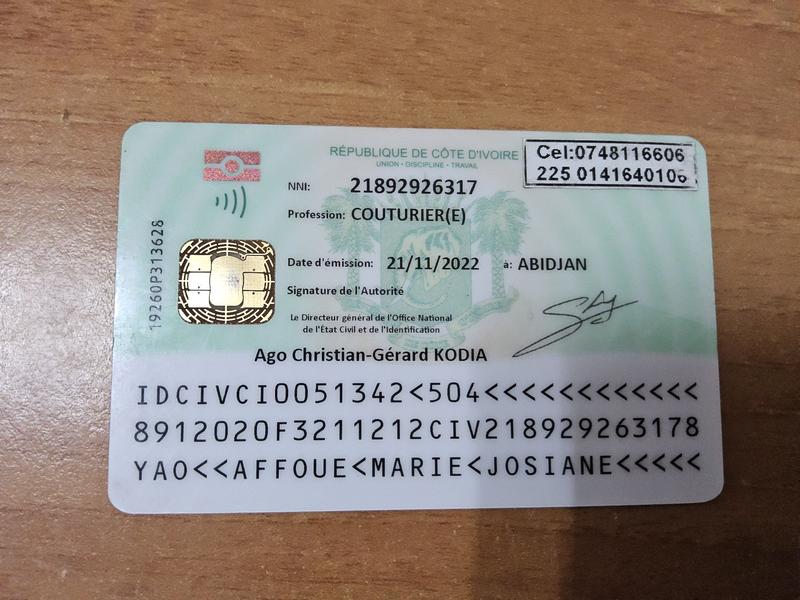 RÉPUBLIQUE DE CÔTE D'IVOIRE
UNION - DISCIPLINE - TRAVAIL
Cel:0748116606
225 0141640106
NNI: 21892926317
Profession: COUTURIER(E)
19260P313628
Date d'émission: 21/11/2022 à: ABIDJAN
Signature de l'Autorité
Le Directeur général de l'Office National
de l'État Civil et de l'Identification
Ago Christian-Gérard KODIA
IDCIVCI0051342<504<<<<<<<<<<<<
8912020F3211212CIV218929263178
YAO<<AFFOUE<MARIE<JOSIANE<<<<<